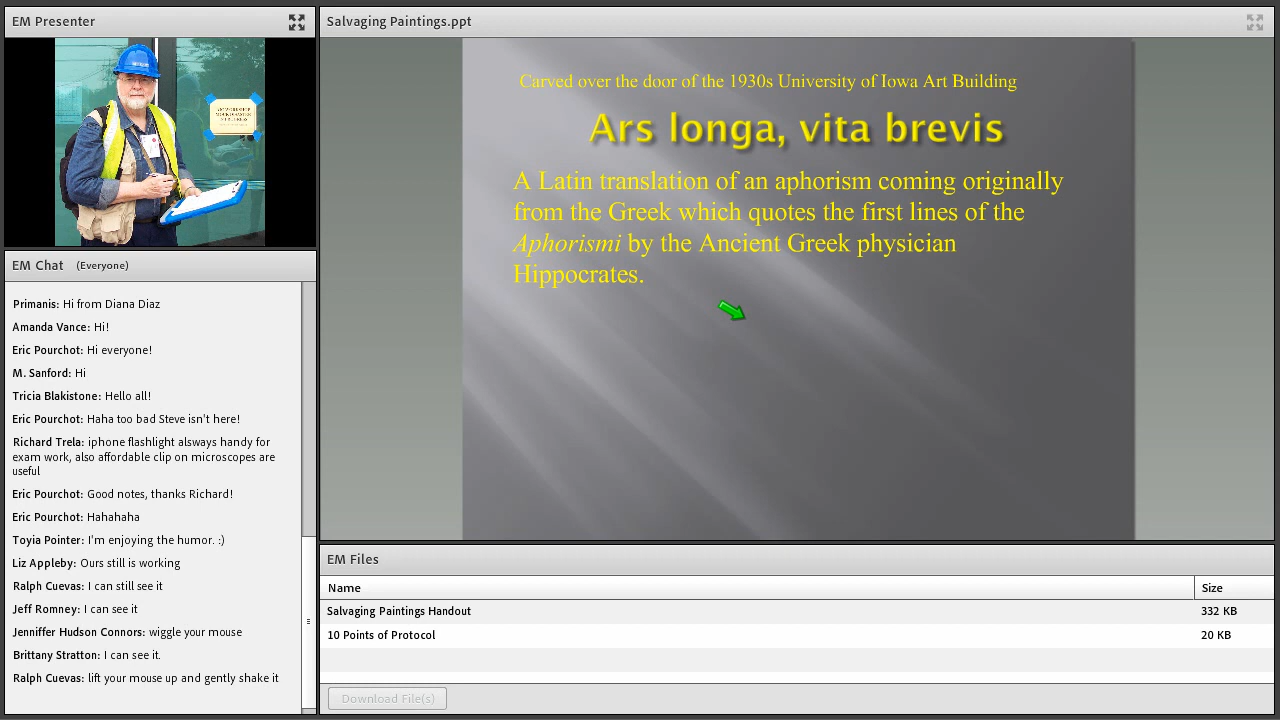 EM Presenter
EM Chat (Everyone)
Primanis: Hi from Diana Diaz
Amanda Vance: Hi!
Eric Pourchot: Hi everyone!
M. Sanford: Hi
Tricia Blakistone: Hello all!
Eric Pourchot: Haha too bad Steve isn't here!
Richard Trela: iphone flashlight alsways handy for
exam work, also affordable clip on microscopes are
useful
Eric Pourchot: Good notes, thanks Richard!
Eric Pourchot: Hahahaha
Toyia Pointer: I'm enjoying the humor. :)
Liz Appleby: Ours still is working
Ralph Cuevas: I can still see it
Jeff Romney: I can see it
Jenniffer Hudson Connors: wiggle your mouse
Brittany Stratton: I can see it.
Ralph Cuevas: lift your mouse up and gently shake it
Salvaging Paintings.ppt
Carved over the door of the 1930s University of Iowa Art Building
Ars longa, vita brevis
A Latin translation of an aphorism coming originally
from the Greek which quotes the first lines of the
Aphorismi by the Ancient Greek physician
Hippocrates.
EM Files
Name Size
Salvaging Paintings Handout 332 KB
10 Points of Protocol 20 KB
Download File(s)